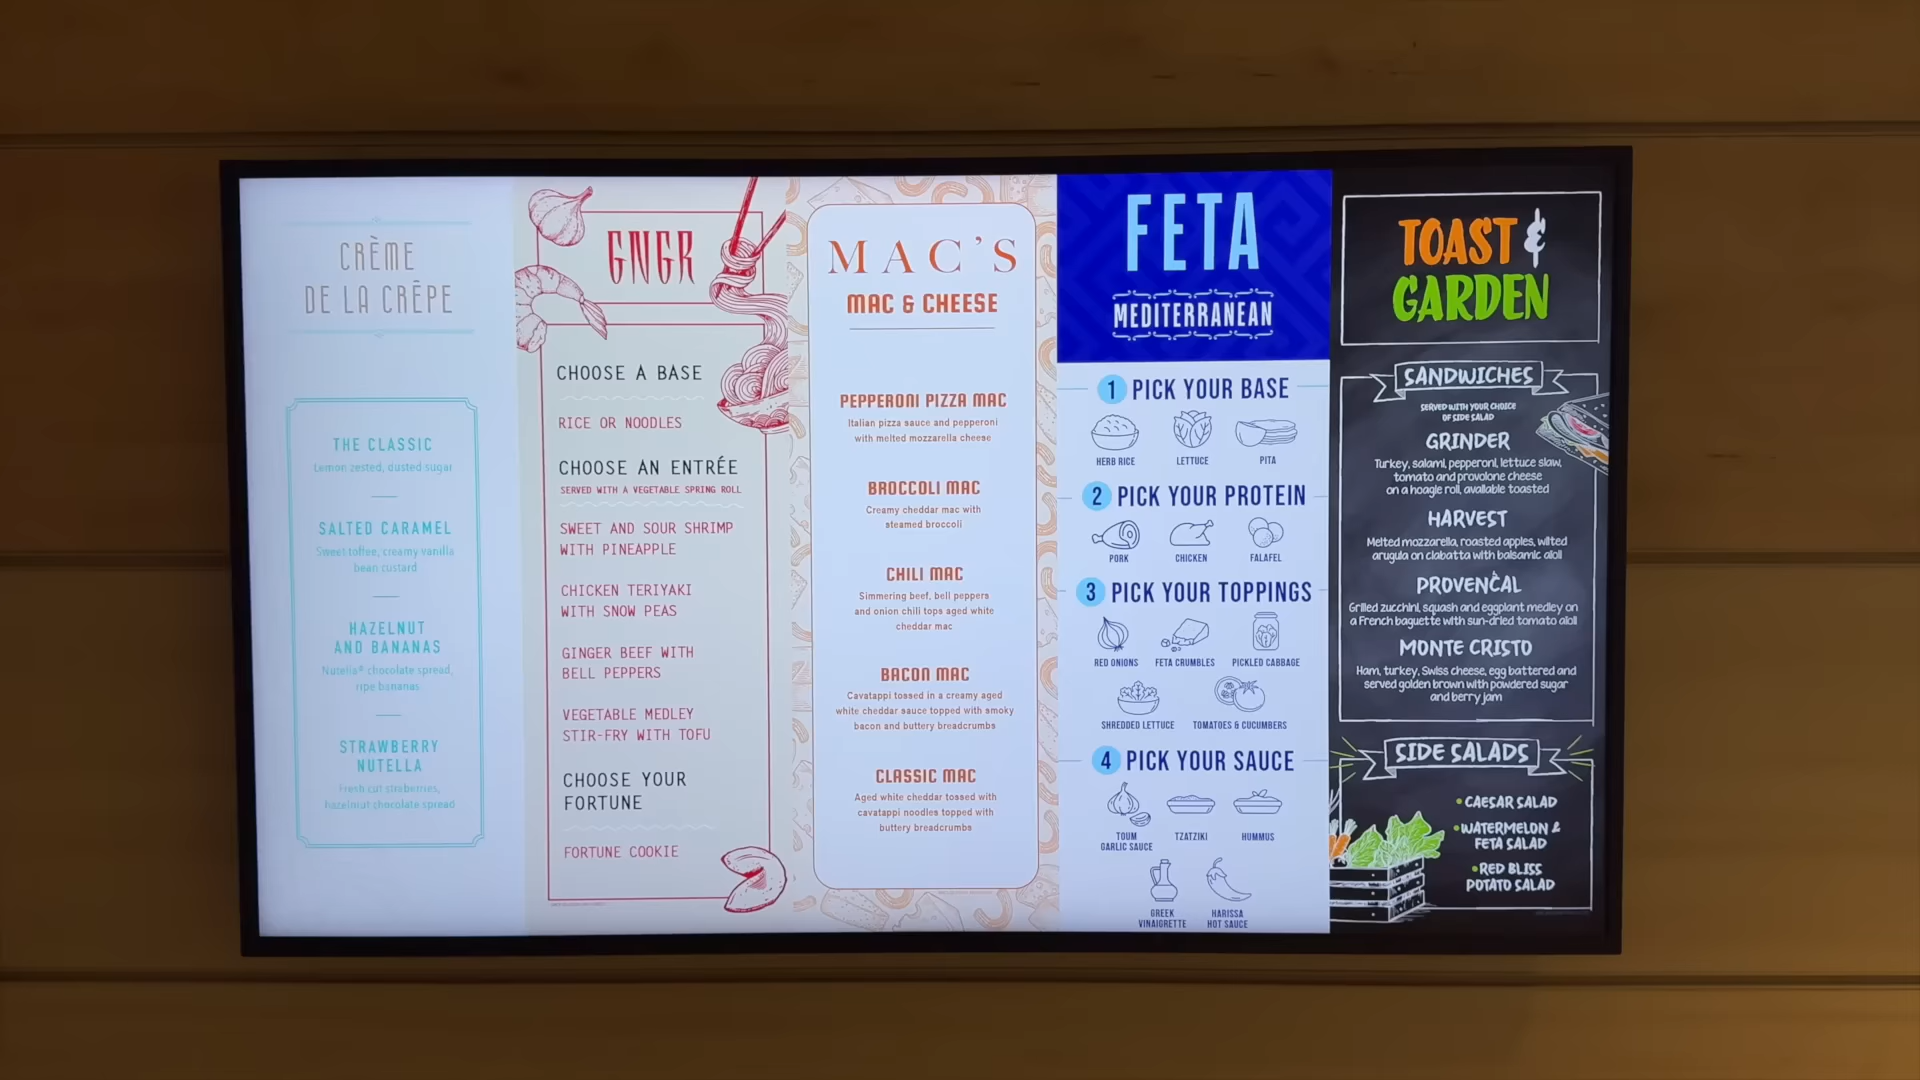 CRÈME
DE LA CRÊPE
THE CLASSIC
Lemon zested, dusted sugar
SALTED CARAMEL
Sweet toffee, creamy vanilla
bean custard
HAZELNUT
AND BANANAS
Nutella® chocolate spread,
ripe bananas
STRAWBERRY
NUTELLA
Fresh cut straberries,
hazelnut chocolate spread
GNGR
CHOOSE A BASE
RICE OR NOODLES
CHOOSE AN ENTRÉE
SERVED WITH A VEGETABLE SPRING ROLL
SWEET AND SOUR SHRIMP
WITH PINEAPPLE
CHICKEN TERIYAKI
WITH SNOW PEAS
GINGER BEEF WITH
BELL PEPPERS
VEGETABLE MEDLEY
STIR-FRY WITH TOFU
CHOOSE YOUR
FORTUNE
FORTUNE COOKIE
MAC'S
MAC & CHEESE
PEPPERONI PIZZA MAC
Italian pizza sauce and pepperoni
with melted mozzarella cheese
BROCCOLI MAC
Creamy cheddar mac with
steamed broccoli
CHILI MAC
Simmering beef, bell peppers
and onion chili tops aged white
cheddar mac
BACON MAC
Cavatappi tossed in a creamy aged
white cheddar sauce topped with smoky
bacon and buttery breadcrumbs
CLASSIC MAC
Aged white cheddar tossed with
cavatappi noodles topped with
buttery breadcrumbs
FETA
MEDITERRANEAN
1 PICK YOUR BASE
HERB RICE LETTUCE PITA
2 PICK YOUR PROTEIN
PORK CHICKEN FALAFEL
3 PICK YOUR TOPPINGS
RED ONIONS FETA CRUMBLES PICKLED CABBAGE
SHREDDED LETTUCE TOMATOES & CUCUMBERS
4 PICK YOUR SAUCE
TOUM
GARLIC SAUCE TZATZIKI HUMMUS
GREEK
VINAIGRETTE
HARISSA
HOT SAUCE
TOAST &
GARDEN
SANDWICHES
SERVED WITH YOUR CHOICE
OF SIDE SALAD
GRINDER
Turkey, salami, pepperoni, lettuce slaw,
tomato and provolone cheese
on a hoagie roll, available toasted
HARVEST
Melted mozzarella, roasted apples, wilted
arugula on ciabatta with balsamic aioli
PROVENÇAL
Grilled zucchini, squash and eggplant medley on
a French baguette with sun-dried tomato aioli
MONTE CRISTO
Ham, turkey, Swiss cheese, egg battered and
served golden brown with powdered sugar
and berry jam
SIDE SALADS
• CAESAR SALAD
• WATERMELON &
FETA SALAD
• RED BLISS
POTATO SALAD